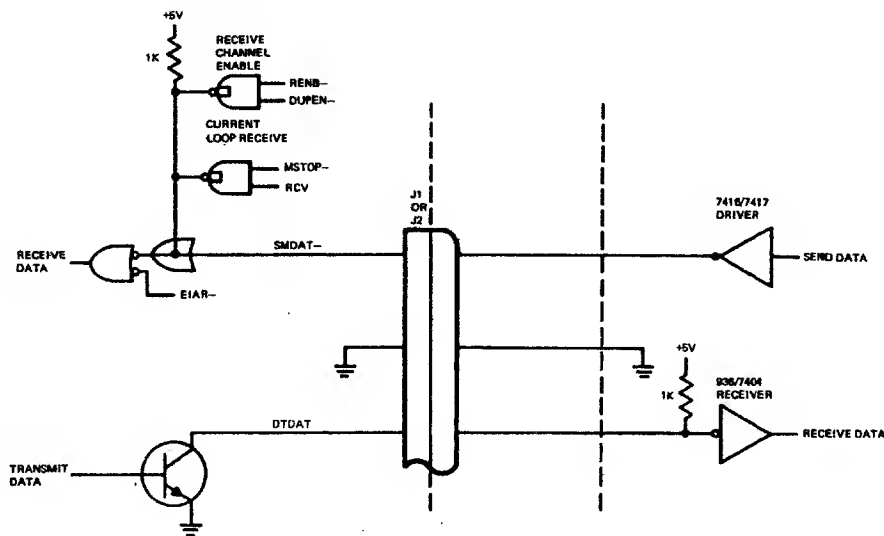 +5V
1K
RECEIVE
CHANNEL
ENABLE
RENB–
DUPEN–
CURRENT
LOOP RECEIVE
MSTOP–
RCV
J1
OR
J2
7416/7417
DRIVER
RECEIVE
DATA
SMDAT–
SEND DATA
EIAR–
+5V
1K
936/7404
RECEIVER
DTDAT
RECEIVE DATA
TRANSMIT
DATA